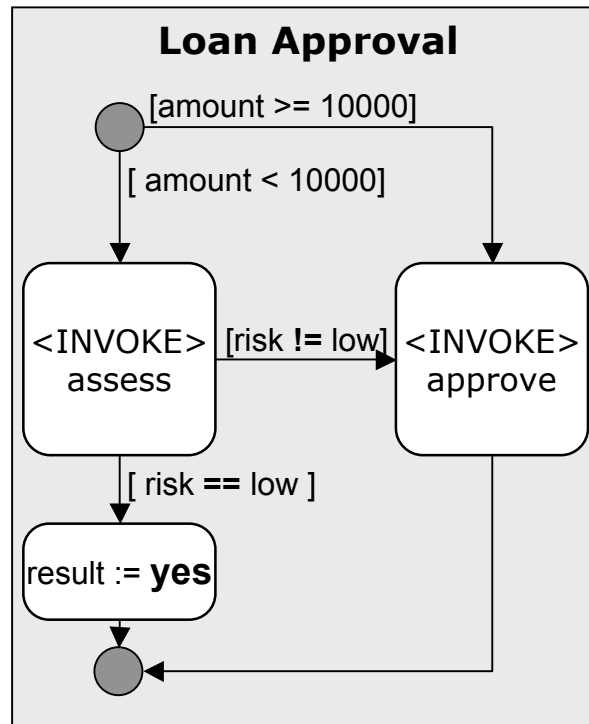 Loan Approval
[amount >= 10000]
[ amount < 10000]
<INVOKE>
assess
[risk != low]
<INVOKE>
approve
[ risk == low ]
result := yes